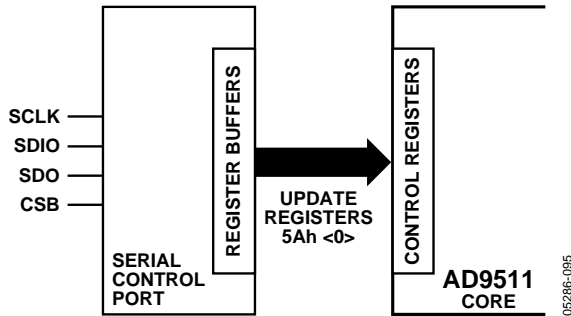 SCLK
SDIO
SDO
CSB
SERIAL
CONTROL
PORT
REGISTER BUFFERS
UPDATE
REGISTERS
5Ah <0>
CONTROL REGISTERS
AD9511
CORE
05286-095